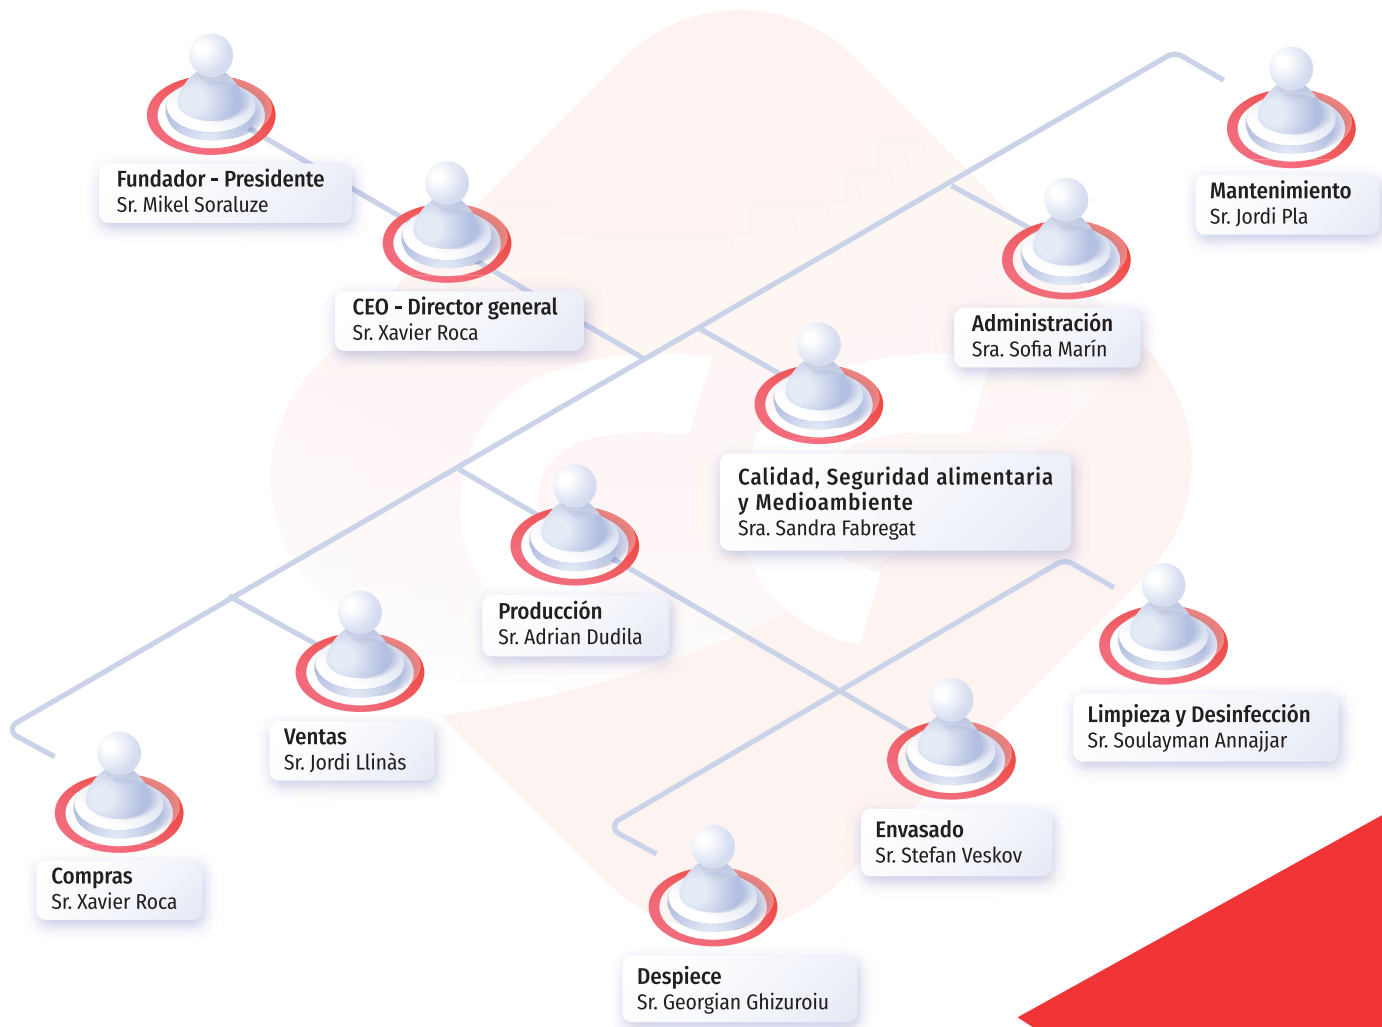 Fundador - Presidente
Sr. Mikel Soraluze
CEO - Director general
Sr. Xavier Roca
Mantenimiento
Sr. Jordi Pla
Administración
Sra. Sofia Marín
Calidad, Seguridad alimentaria
y Medioambiente
Sra. Sandra Fabregat
Producción
Sr. Adrian Dudila
Ventas
Sr. Jordi Llinàs
Compras
Sr. Xavier Roca
Limpieza y Desinfección
Sr. Soulayman Annajjar
Envasado
Sr. Stefan Veskov
Despiece
Sr. Georgian Ghizuroiu